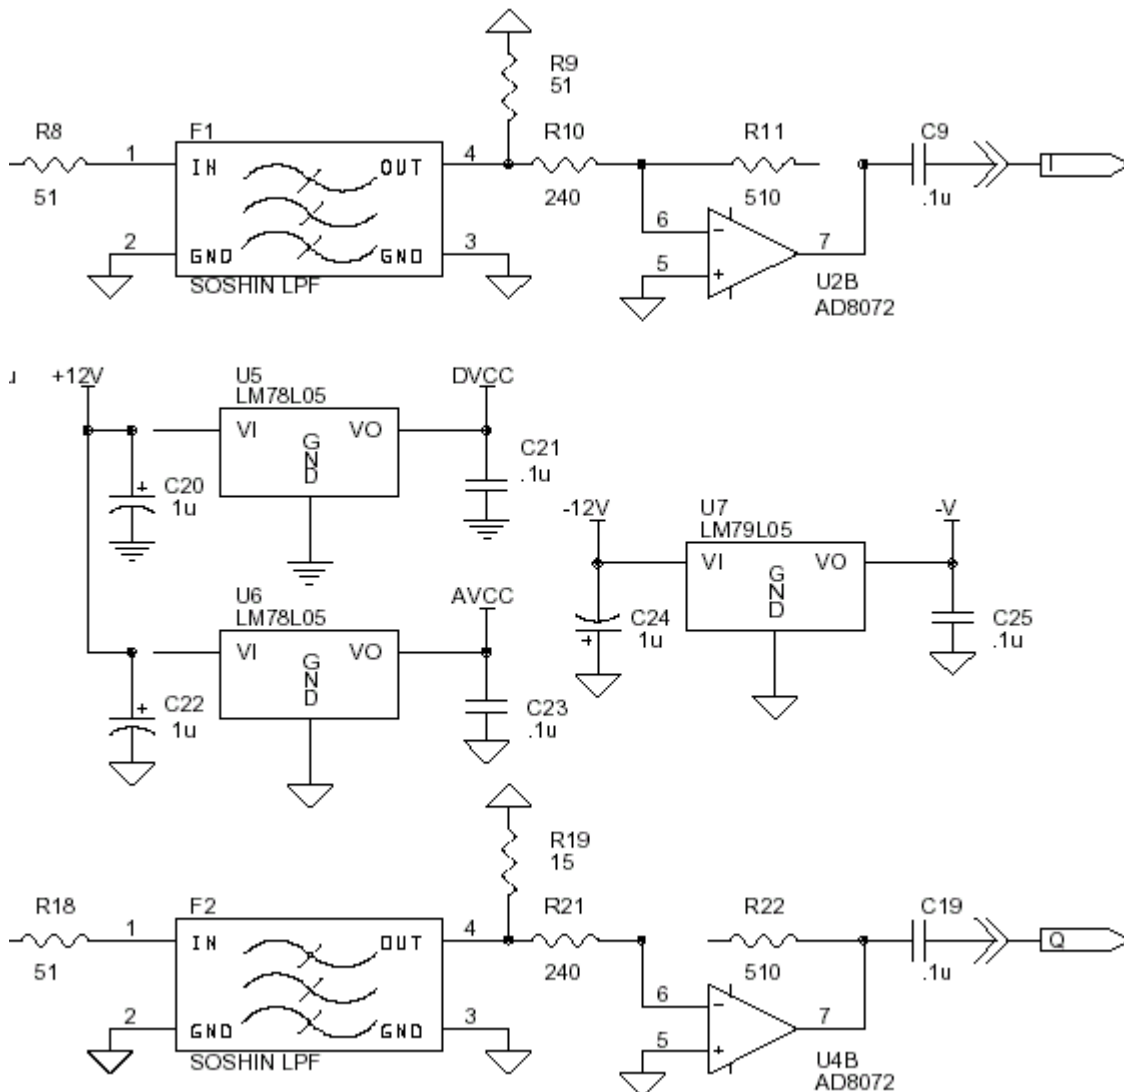 R9
51
R8
51
F1
1
IN
OUT
4
2
GND
GND
3
SOSHIN LPF
R10
240
R11
510
C9
.1u
I
6
-
5
+
7
U2B
AD8072
+12V
U5
LM78L05
VI
GND
VO
DVCC
C20
1u
C21
.1u
U6
LM78L05
VI
GND
VO
AVCC
C22
1u
C23
.1u
-12V
U7
LM79L05
VI
GND
VO
-V
C24
1u
C25
.1u
R19
15
R18
51
F2
1
IN
OUT
4
2
GND
GND
3
SOSHIN LPF
R21
240
R22
510
C19
.1u
Q
6
-
5
+
7
U4B
AD8072